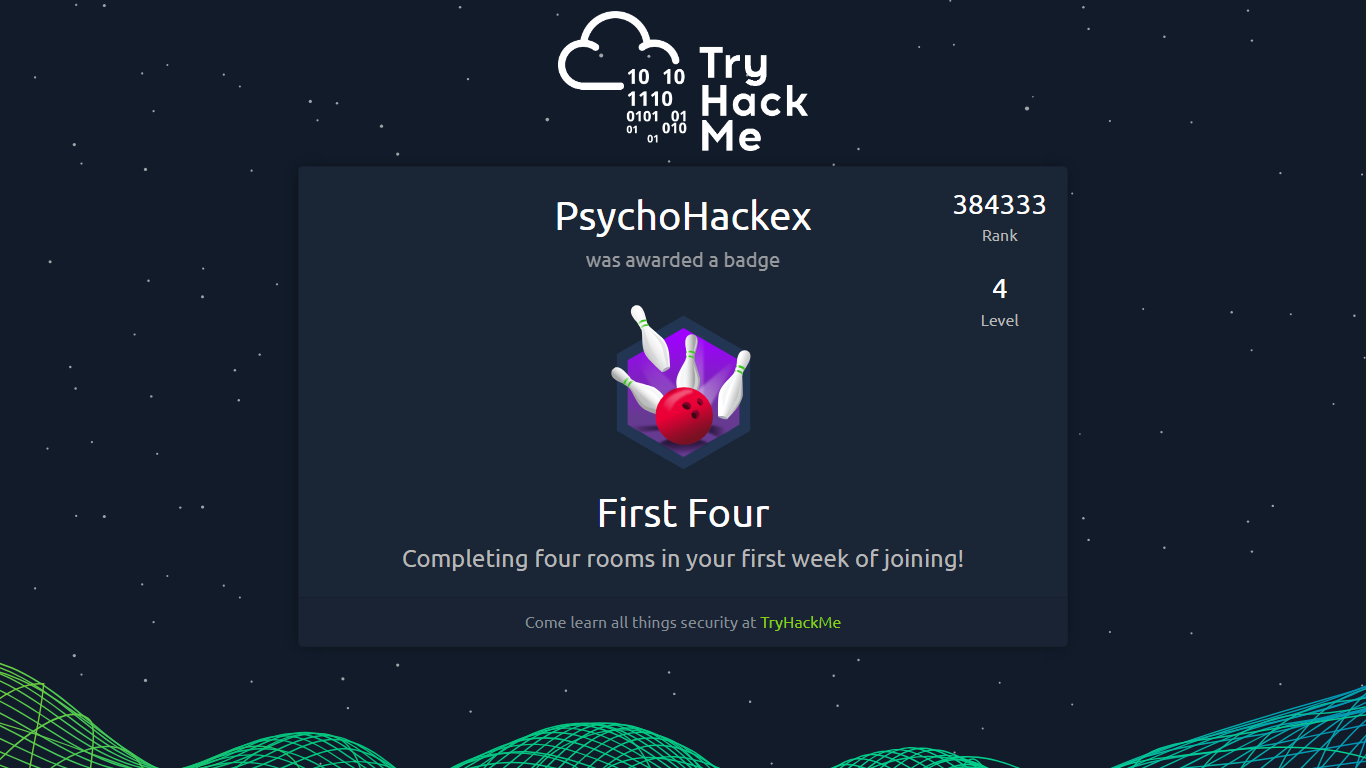 10 10
1110
0101 01
01 010
01
Try
Hack
Me
PsychoHackex
was awarded a badge
384333
Rank
4
Level
First Four
Completing four rooms in your first week of joining!
Come learn all things security at TryHackMe